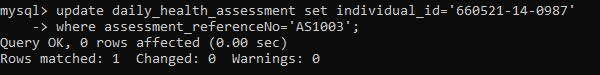 mysql> update daily_health_assessment set individual_id='660521-14-0987'
    -> where assessment_referenceNo='AS1003';
Query OK, 0 rows affected (0.00 sec)
Rows matched: 1  Changed: 0  Warnings: 0